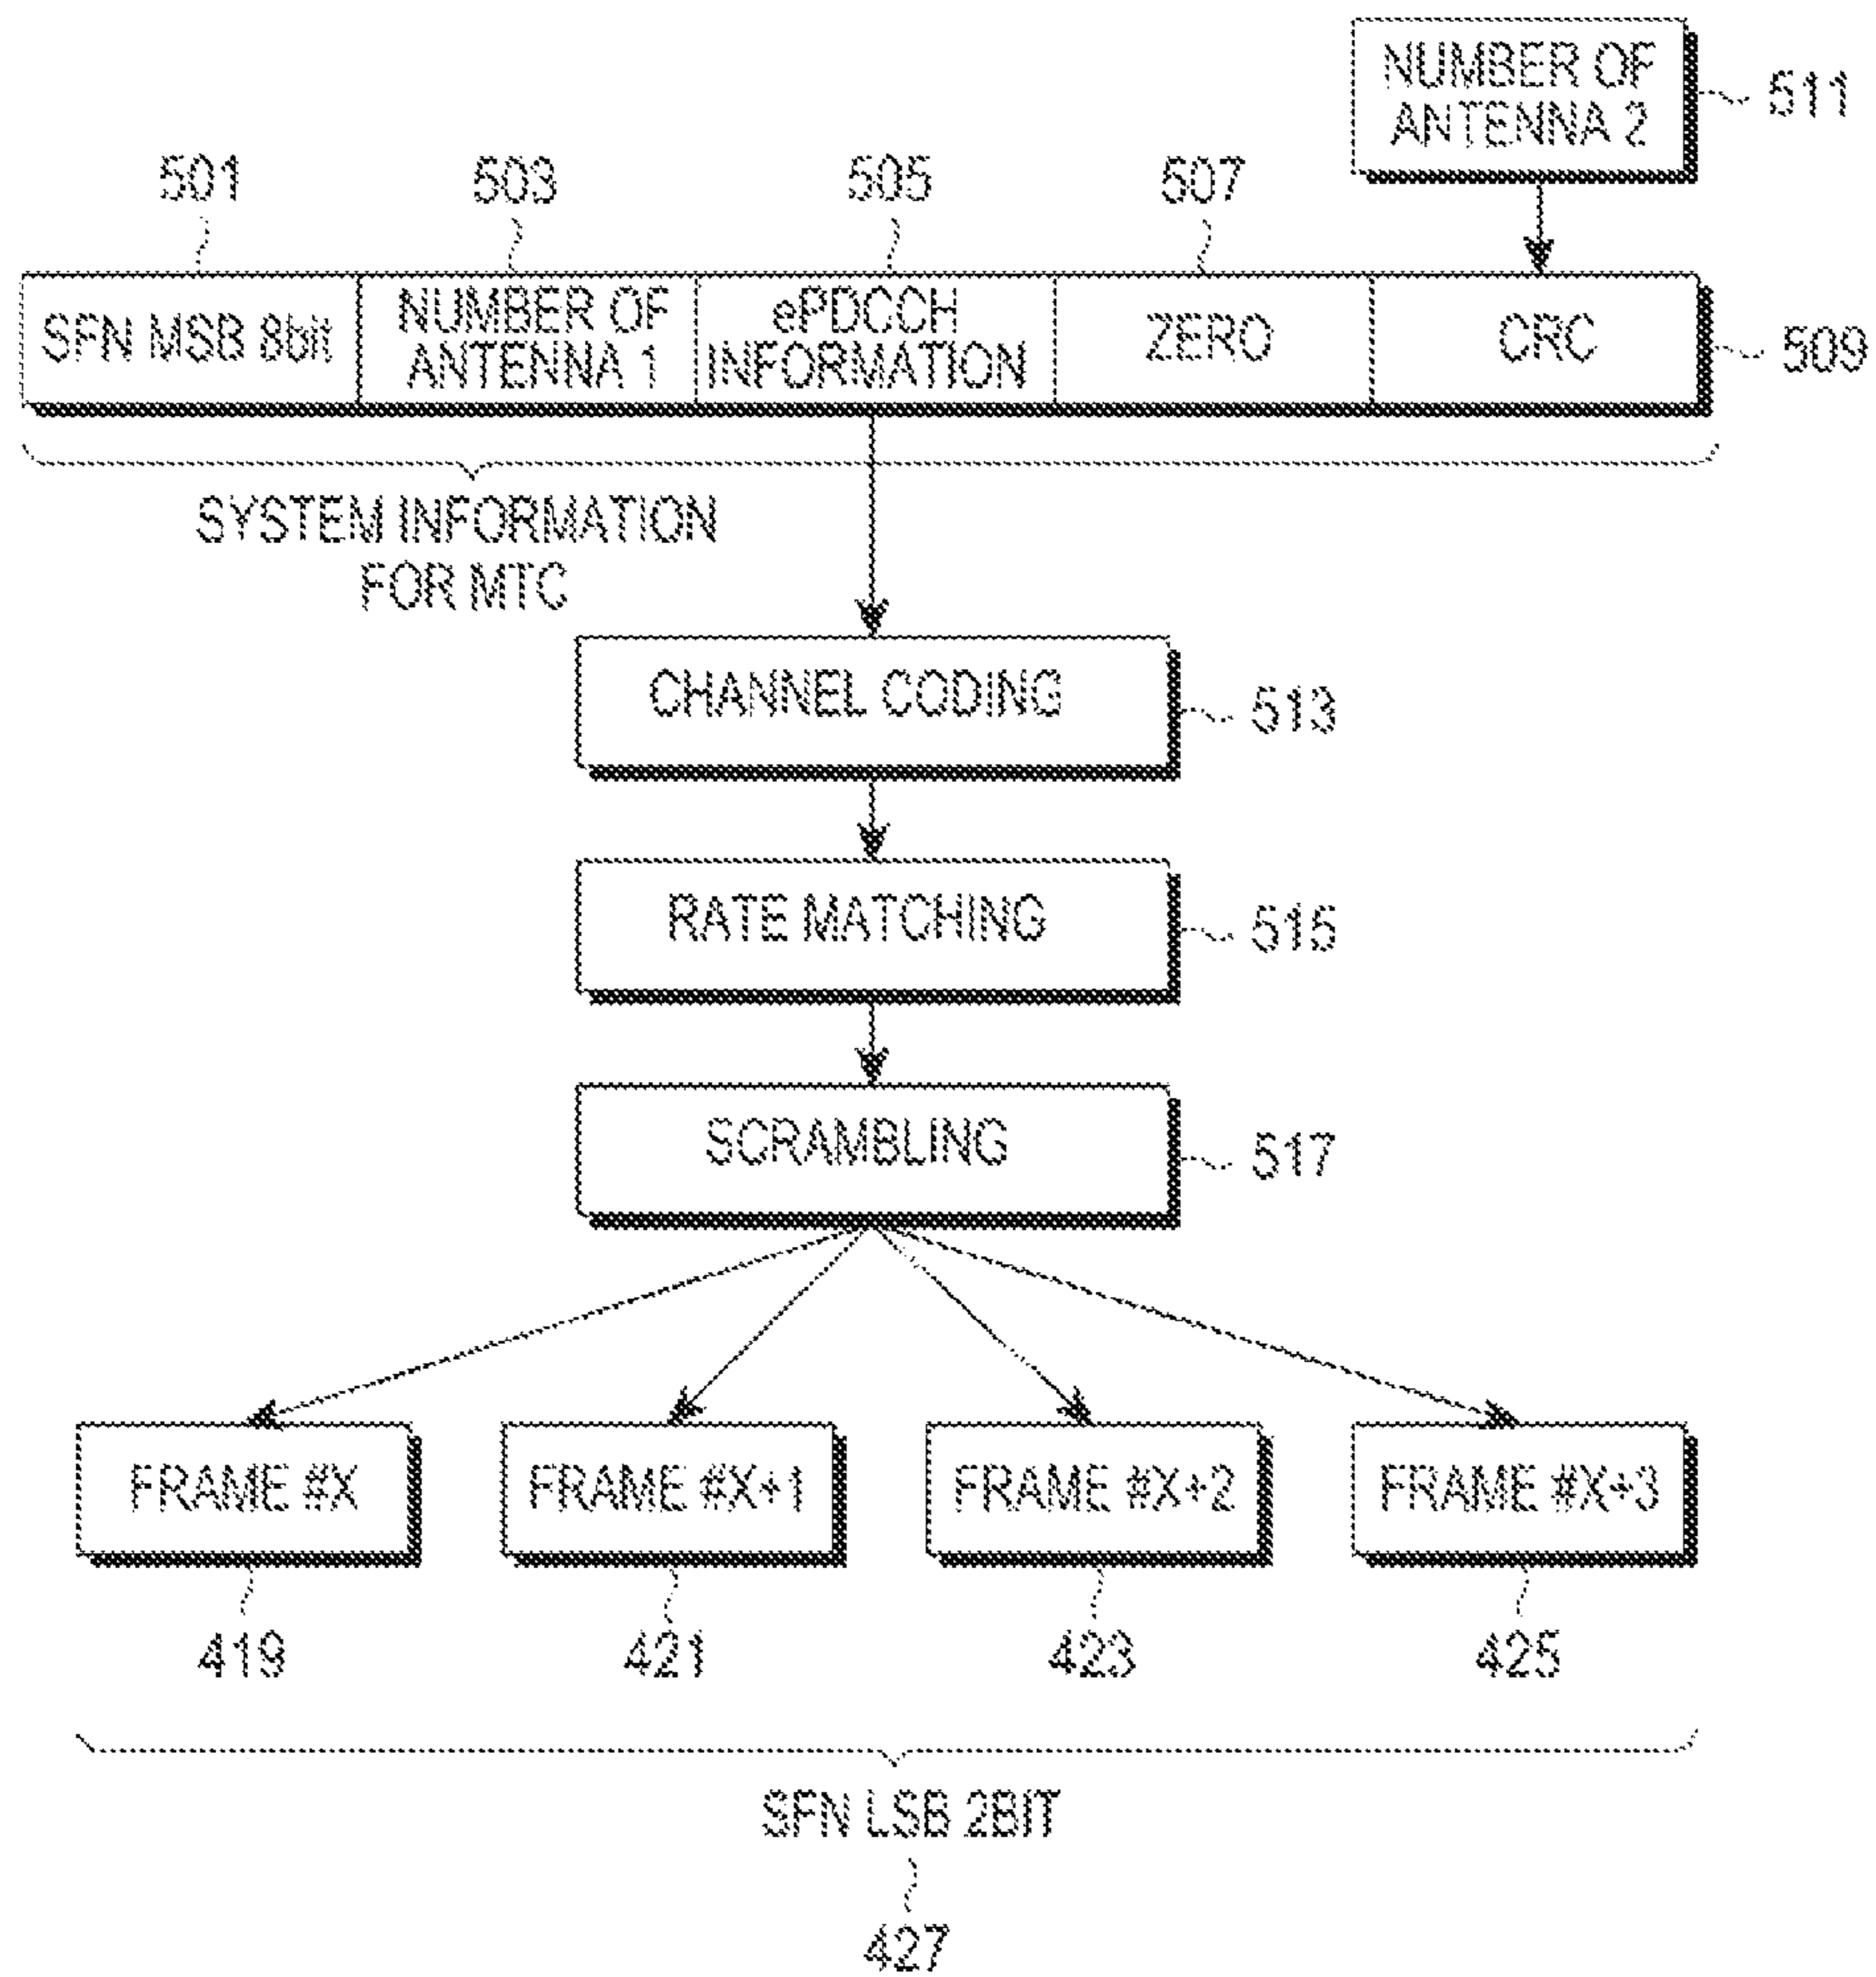 NUMBER OF
ANTENNA 2
511
501
503
505
507
SFN MSB 8bit
NUMBER OF
ANTENNA 1
ePDCCH
INFORMATION
ZERO
CRC
509
SYSTEM INFORMATION
FOR MTC
CHANNEL CODING
513
RATE MATCHING
515
SCRAMBLING
517
FRAME #X
FRAME #X+1
FRAME #X+2
FRAME #X+3
419
421
423
425
SFN LSB 2BIT
427